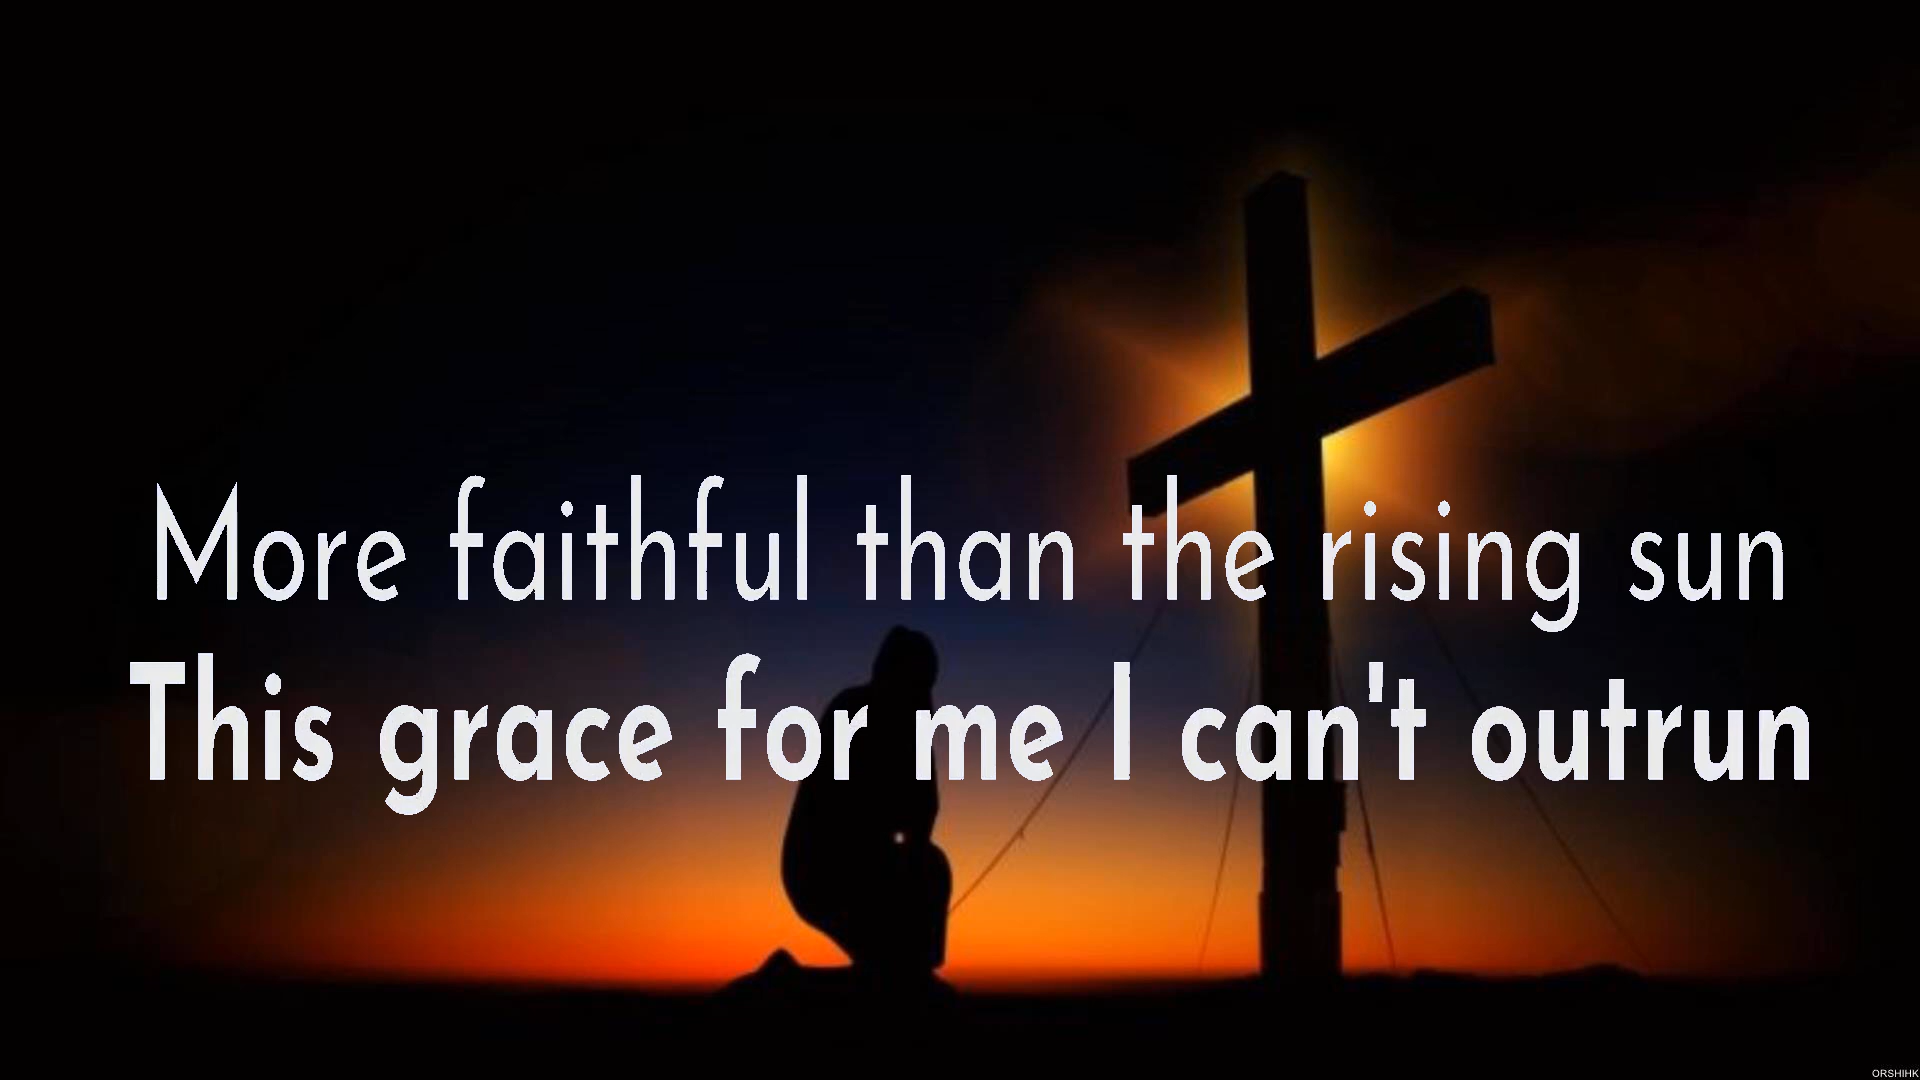 More faithful than the rising sun
This grace for me I can't outrun
ORSHIHK